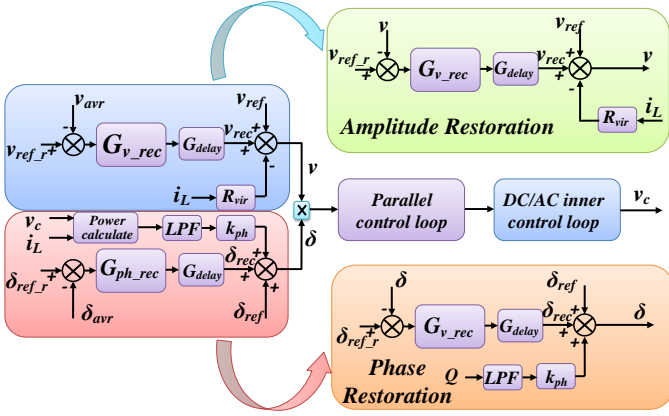 v
v_ref
v_ref_r
+
-
G_v_rec
G_delay
v_rec
+
+
v
-
R_vir
i_L
Amplitude Restoration
v_avr
v_ref
v_ref_r
+
-
G_v_rec
G_delay
v_rec
+
+
-
v
i_L
R_vir
v_c
i_L
Power calculate
LPF
k_ph
δ_ref_r
+
-
G_ph_rec
G_delay
δ_rec
+
+
+
δ
δ_avr
δ_ref
×
Parallel control loop
DC/AC inner control loop
v_c
δ
δ_ref
δ_ref_r
+
-
G_v_rec
G_delay
δ_rec
+
+
+
δ
Q
LPF
k_ph
Phase
Restoration